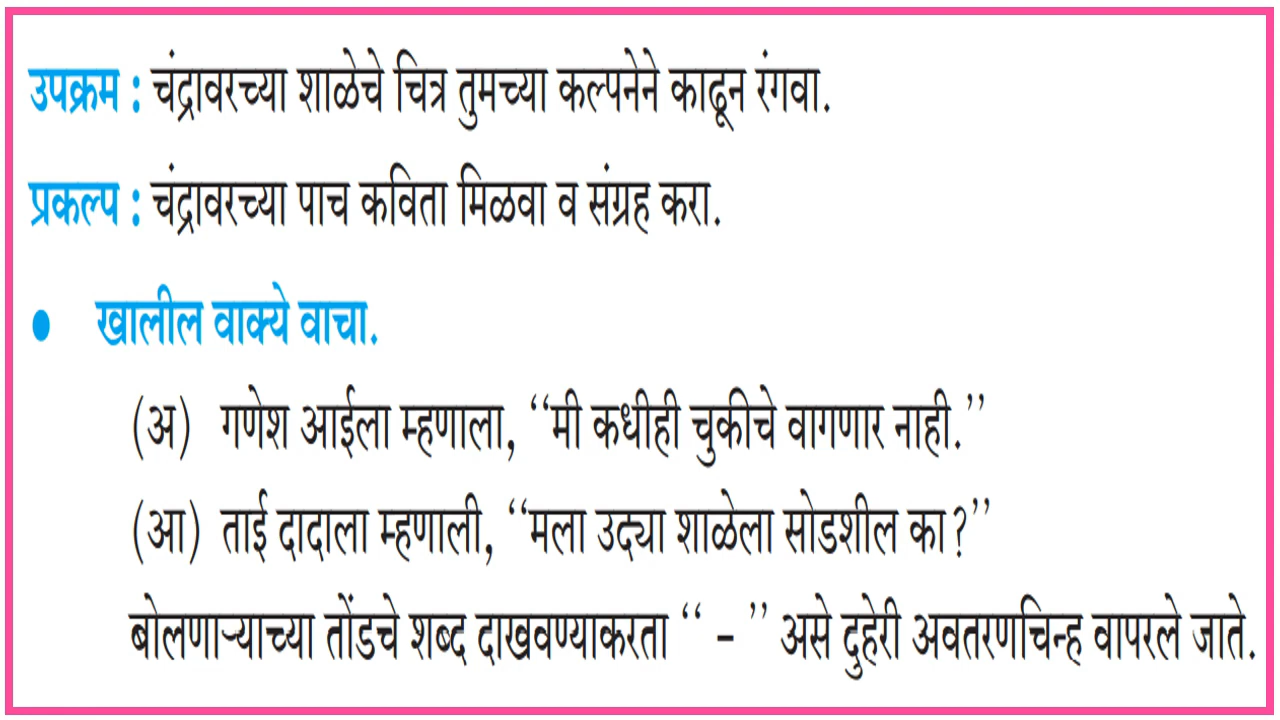 उपक्रम : चंद्रावरच्या शाळेचे चित्र तुमच्या कल्पनेने काढून रंगवा.
प्रकल्प : चंद्रावरच्या पाच कविता मिळवा व संग्रह करा.
● खालील वाक्ये वाचा.
(अ) गणेश आईला म्हणाला, ‘‘मी कधीही चुकीचे वागणार नाही.’’
(आ) ताई दादाला म्हणाली, ‘‘मला उद्या शाळेला सोडशील का?’’
बोलणाऱ्याच्या तोंडचे शब्द दाखवण्याकरता ‘‘ – ’’ असे दुहेरी अवतरणचिन्ह वापरले जाते.